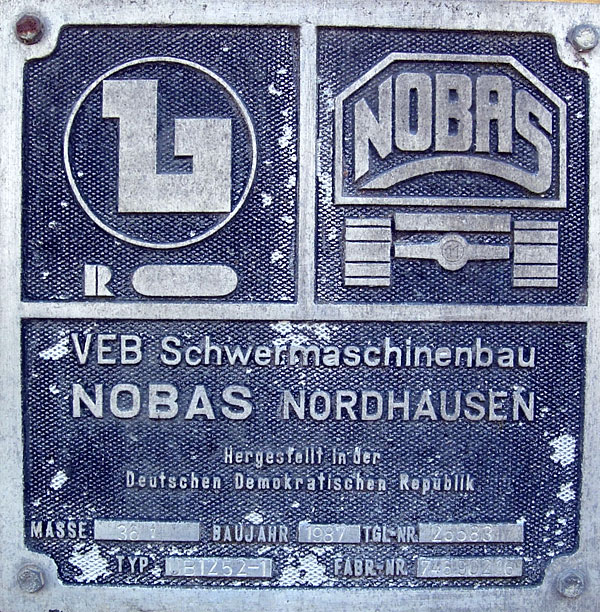 NOBAS
R
VEB Schwermaschinenbau
NOBAS NORDHAUSEN
Hergestellt in der
Deutschen Demokratischen Republik
MASSE BAUJAHR 1987 TGL-NR.
TYP FABR.-NR.